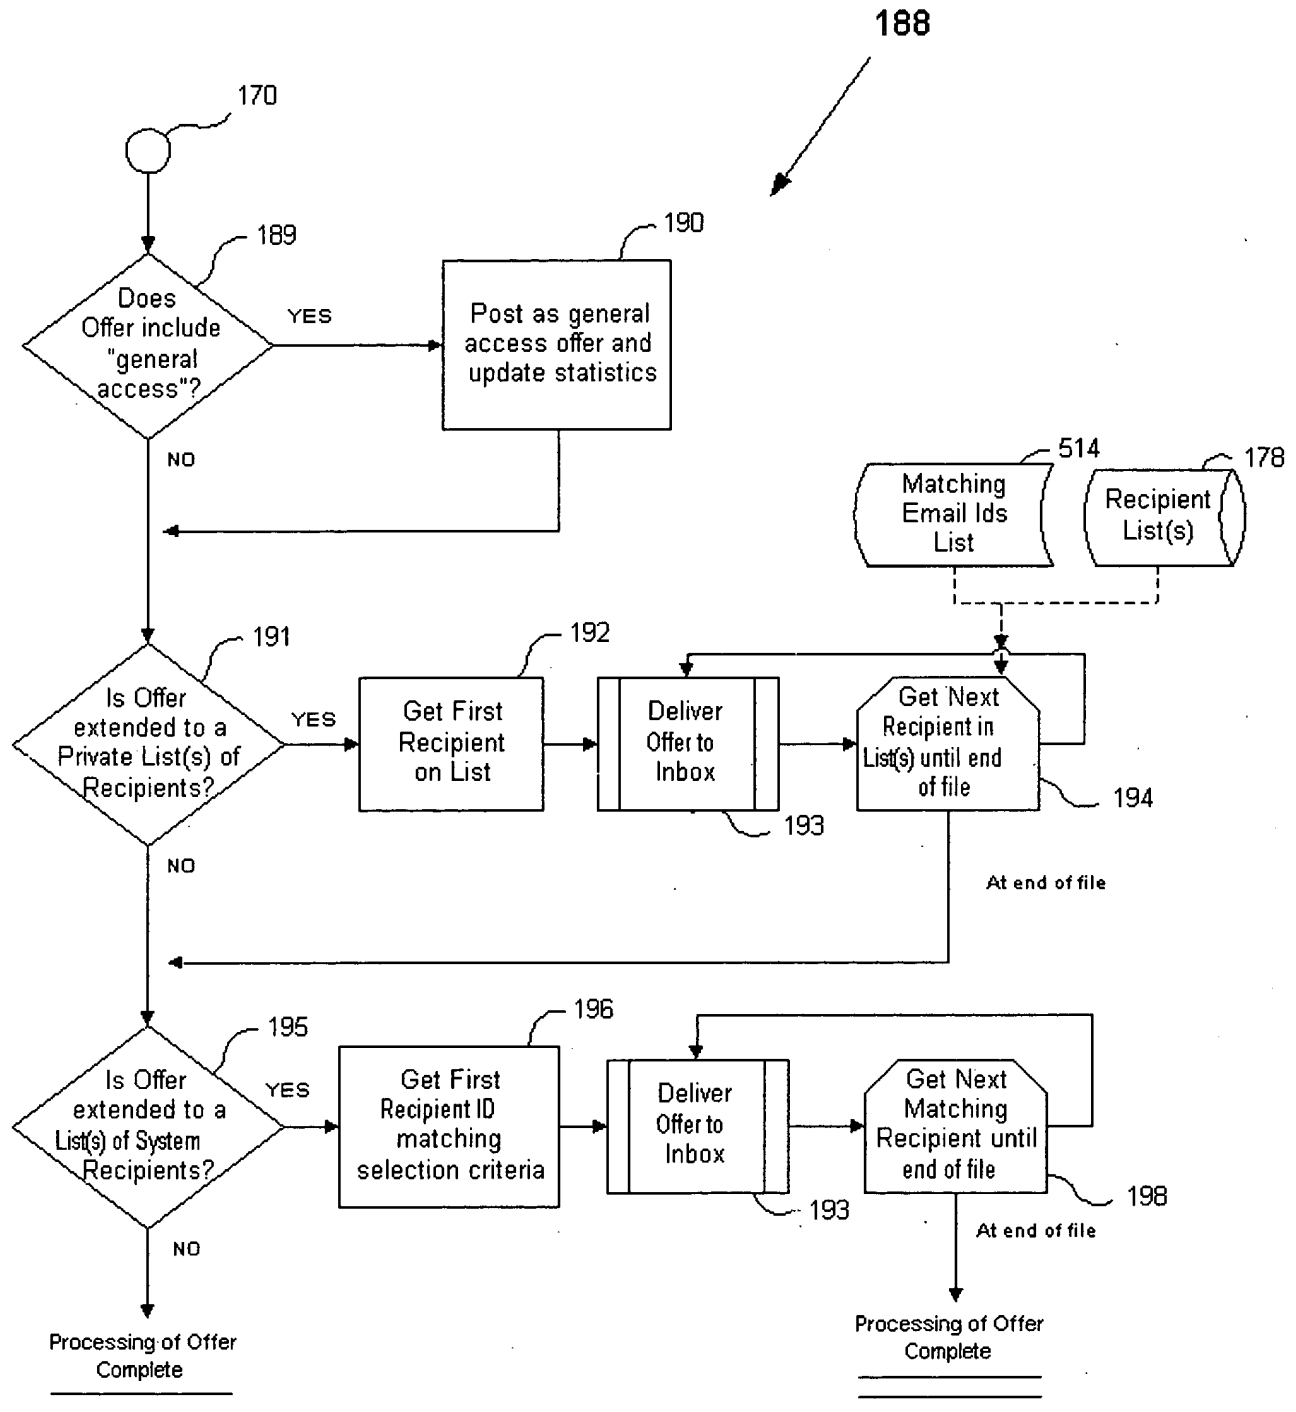 188
170
189
Does
Offer include
"general
access"?
YES
190
Post as general
access offer and
update statistics
NO
514
Matching
Email Ids
List
178
Recipient
List(s)
191
Is Offer
extended to a
Private List(s) of
Recipients?
YES
192
Get First
Recipient
on List
Deliver
Offer to
Inbox
193
Get Next
Recipient in
List(s) until end
of file
194
NO
At end of file
195
Is Offer
extended to a
List(s) of System
Recipients?
YES
196
Get First
Recipient ID
matching
selection criteria
Deliver
Offer to
Inbox
193
Get Next
Matching
Recipient until
end of file
198
NO
At end of file
Processing of Offer
Complete
Processing of Offer
Complete